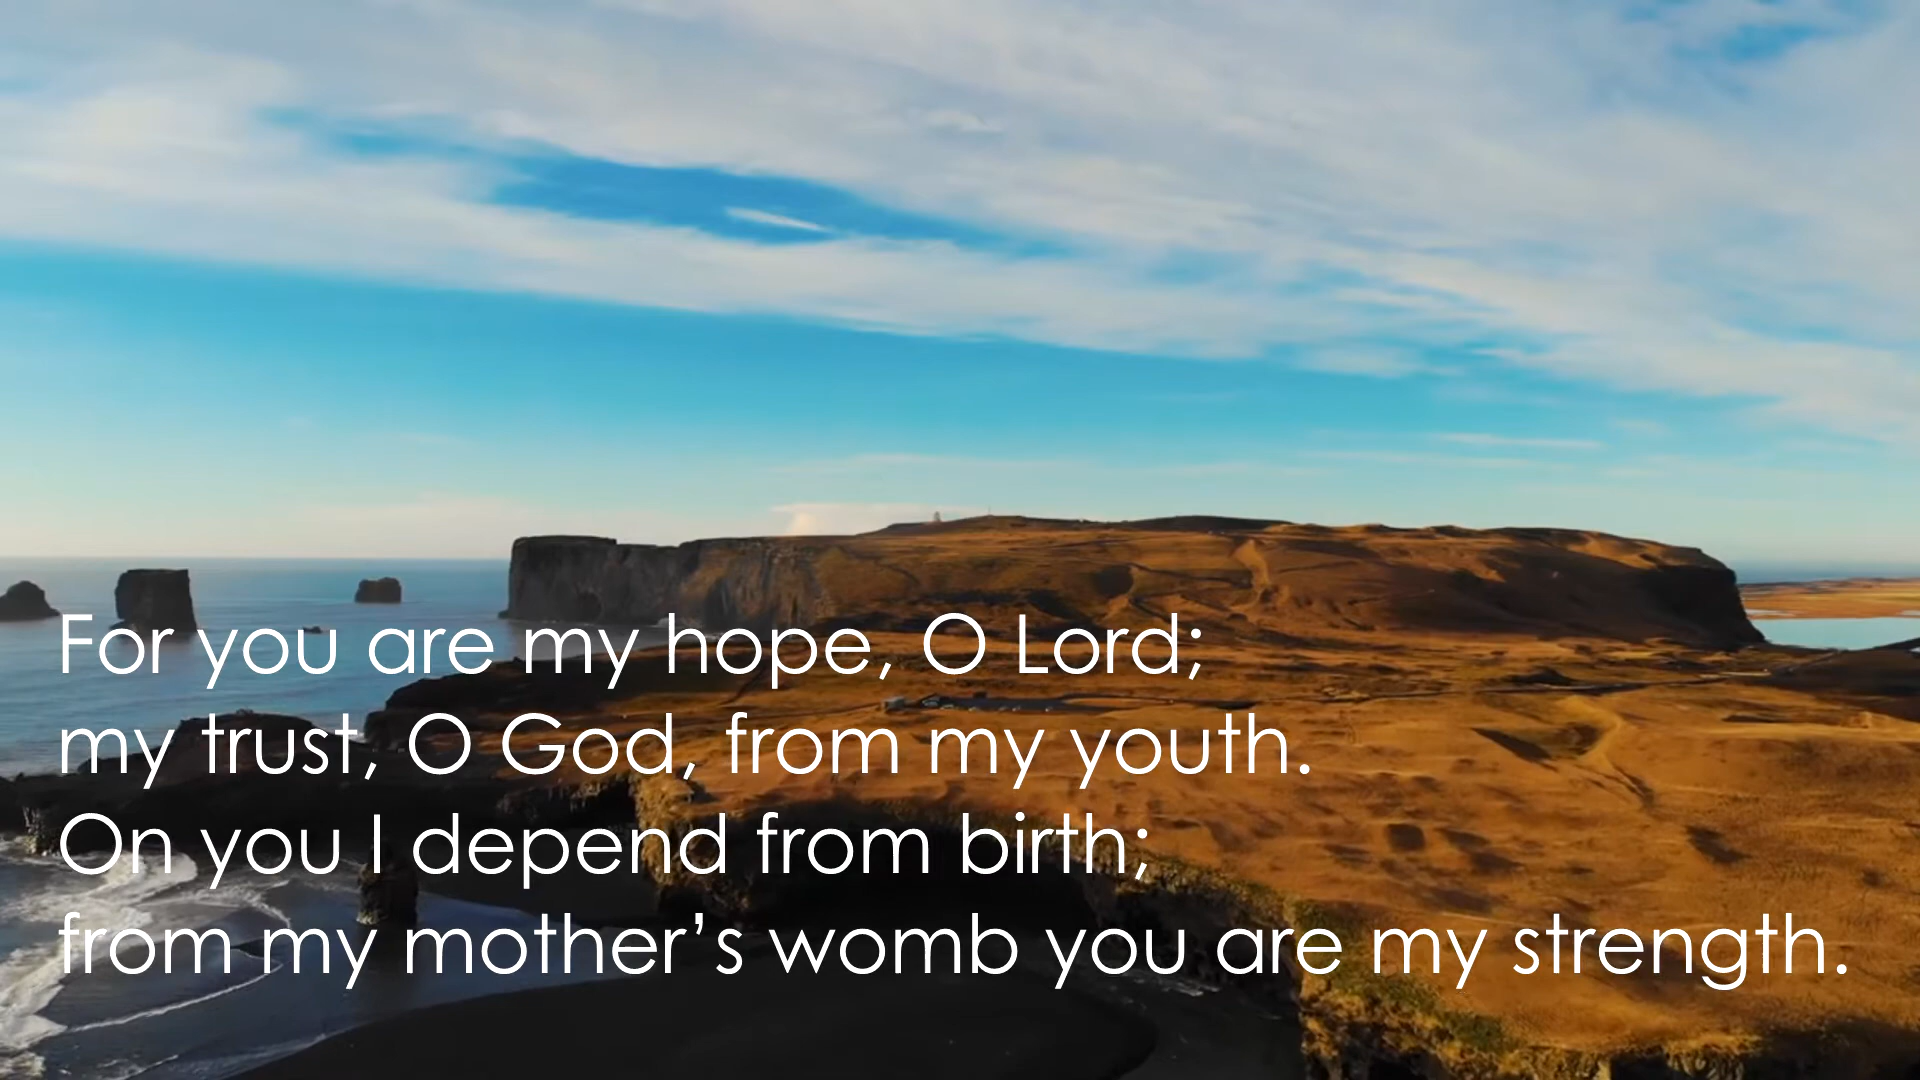 For you are my hope, O Lord;
my trust, O God, from my youth.
On you I depend from birth;
from my mother’s womb you are my strength.